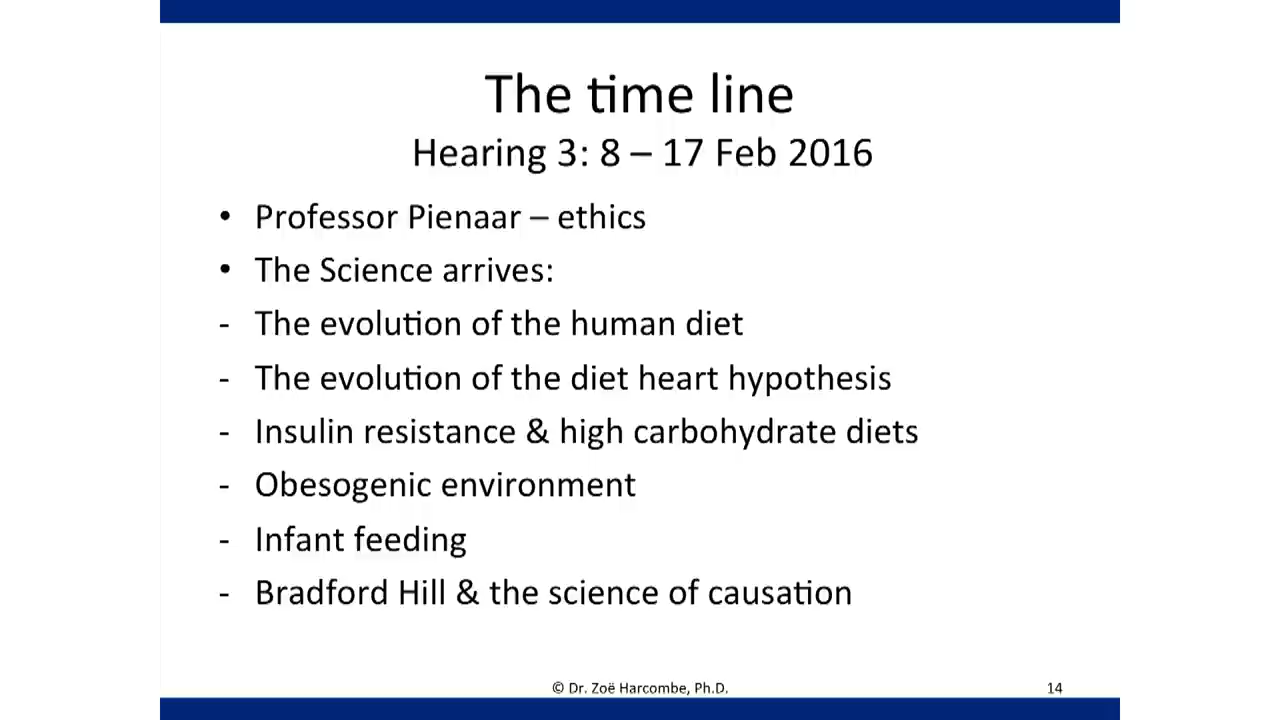 The time line
Hearing 3: 8 – 17 Feb 2016
• Professor Pienaar – ethics
• The Science arrives:
- The evolution of the human diet
- The evolution of the diet heart hypothesis
- Insulin resistance & high carbohydrate diets
- Obesogenic environment
- Infant feeding
- Bradford Hill & the science of causation
© Dr. Zoë Harcombe, Ph.D.
14